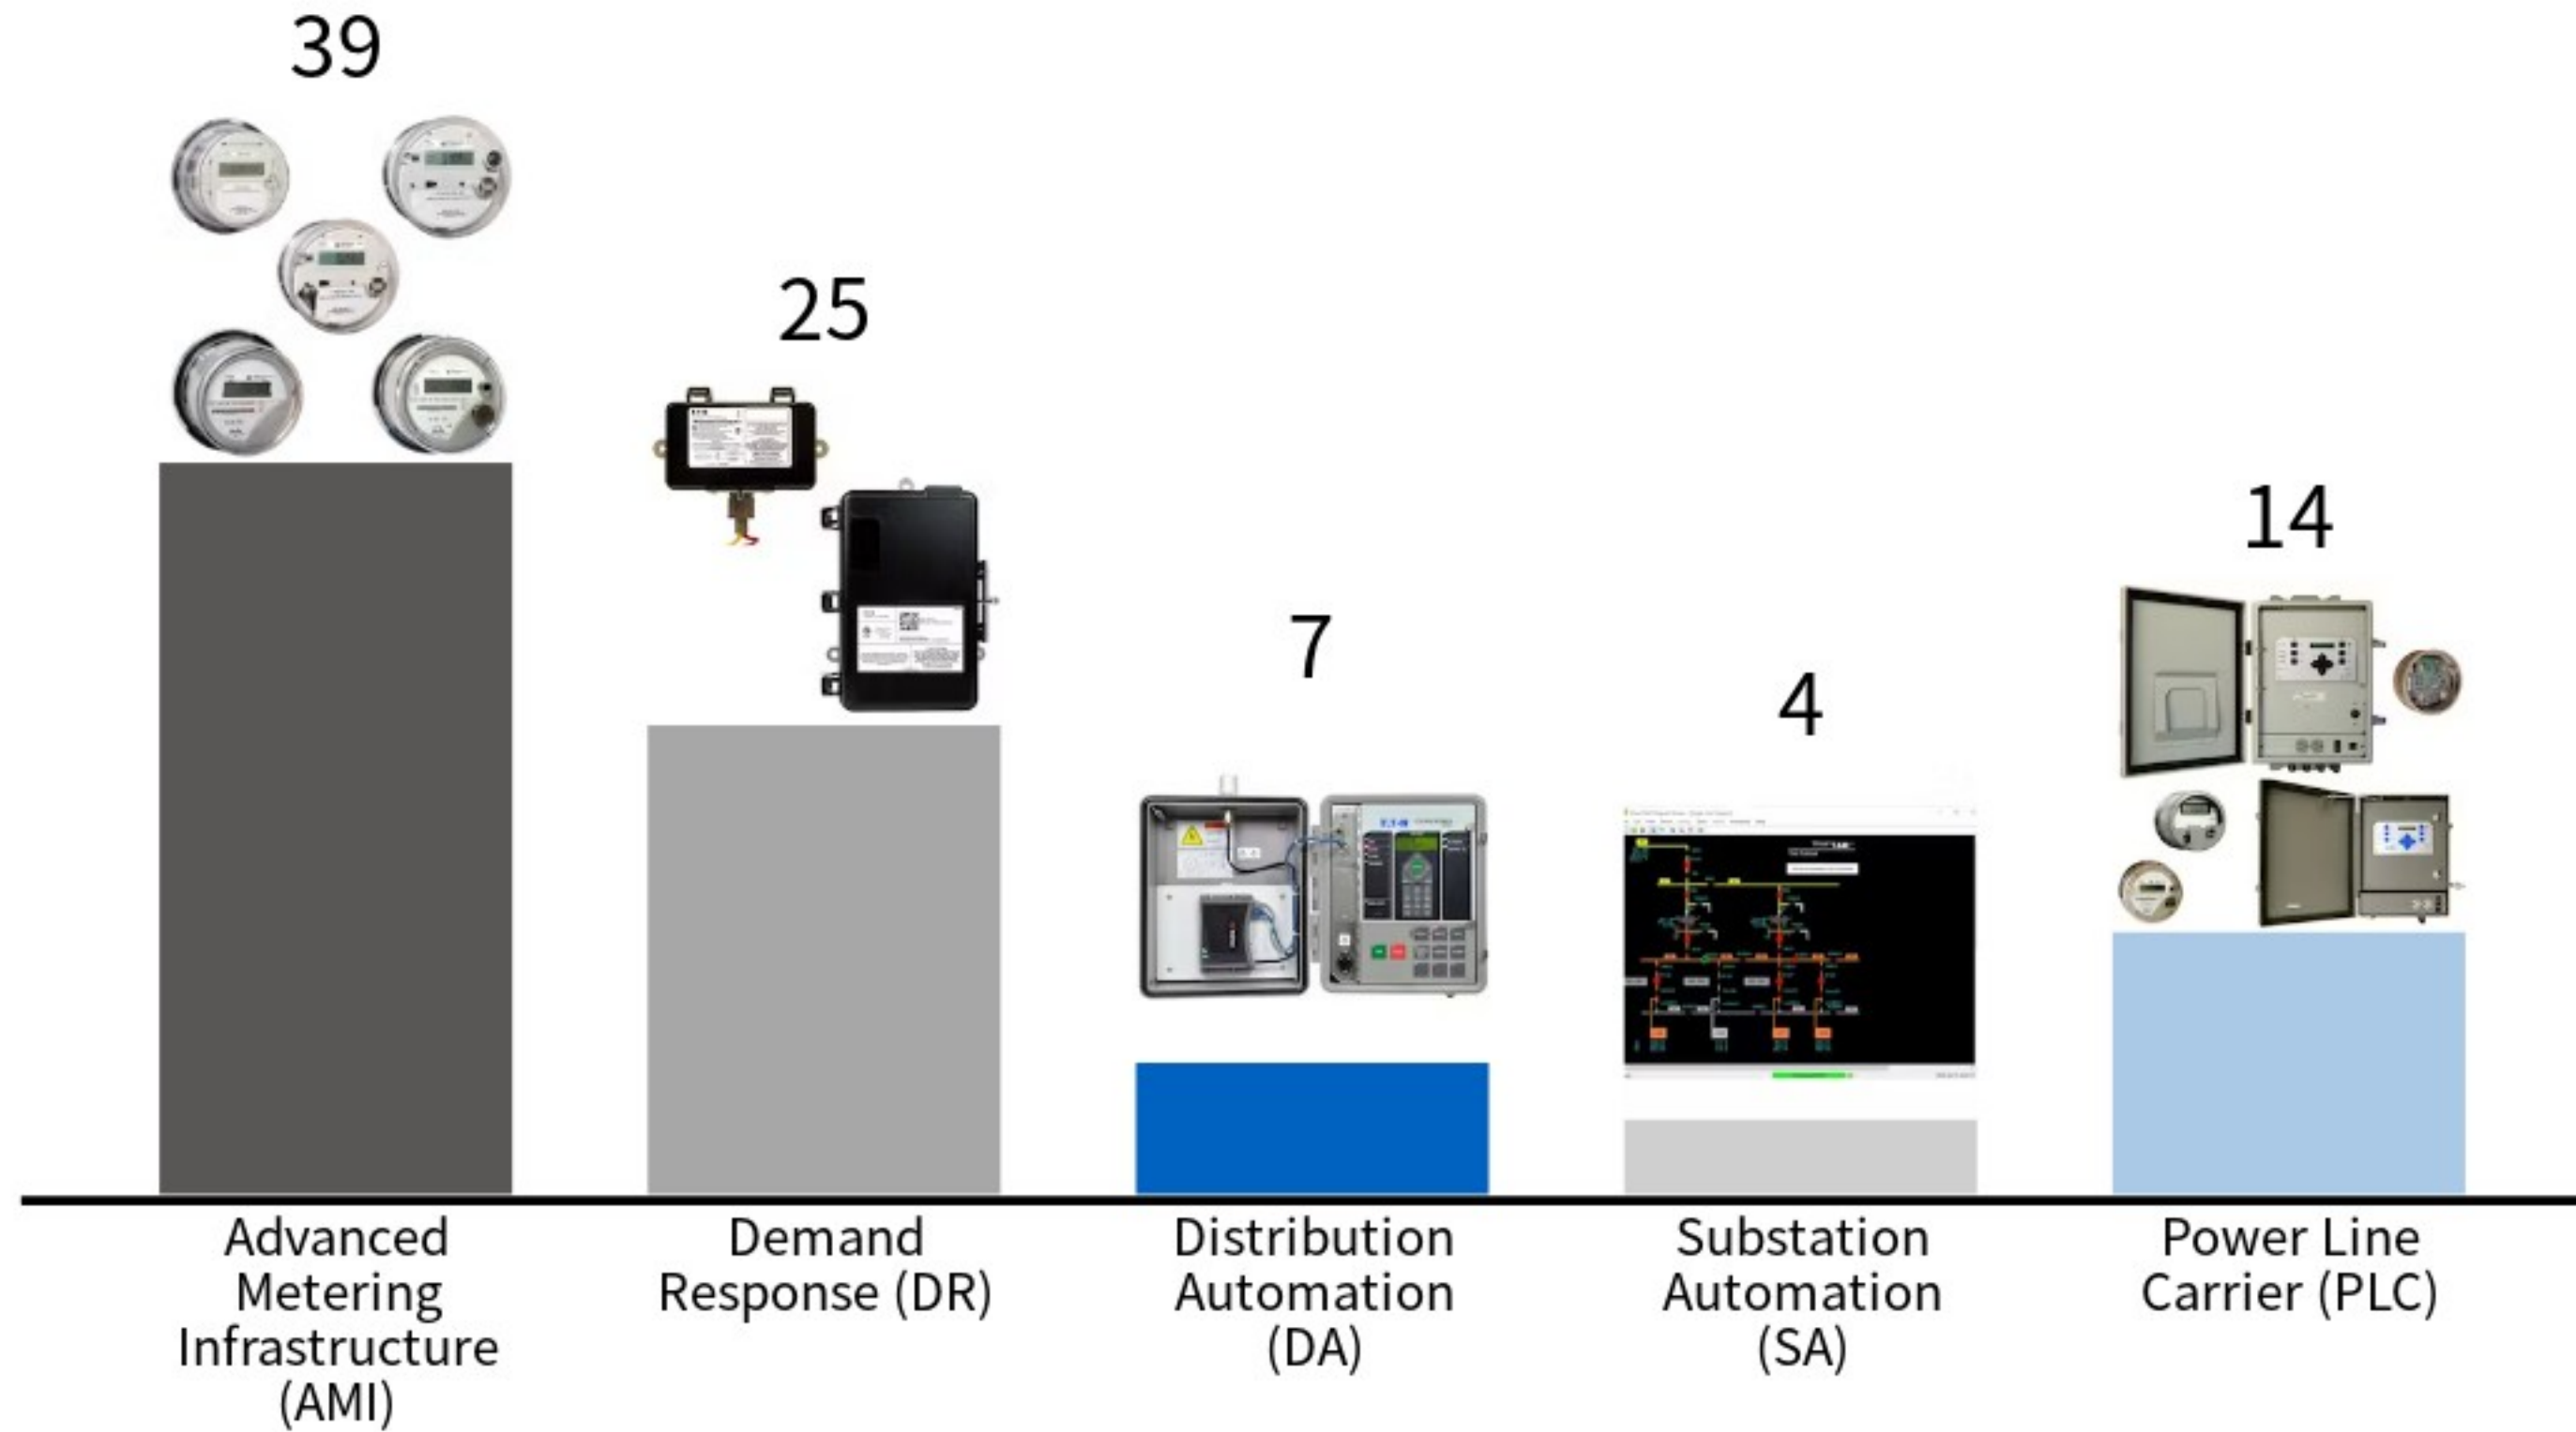 39
25
7
4
14
Advanced
Metering
Infrastructure
(AMI)
Demand
Response (DR)
Distribution
Automation
(DA)
Substation
Automation
(SA)
Power Line
Carrier (PLC)